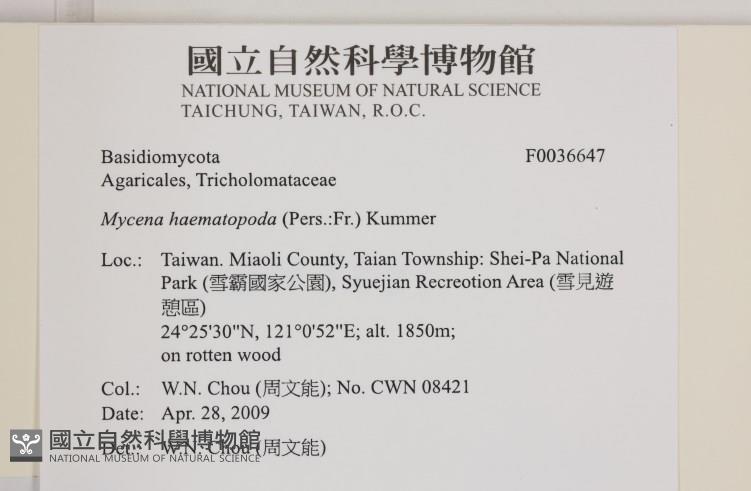 國立自然科學博物館
NATIONAL MUSEUM OF NATURAL SCIENCE
TAICHUNG, TAIWAN, R.O.C.
Basidiomycota F0036647
Agaricales, Tricholomataceae
Mycena haematopoda (Pers.:Fr.) Kummer
Loc.: Taiwan. Miaoli County, Taian Township: Shei-Pa National
Park (雪霸國家公園), Syuejian Recreotion Area (雪見遊
憩區)
24°25'30"N, 121°0'52"E; alt. 1850m;
on rotten wood
Col.: W.N. Chou (周文能); No. CWN 08421
Date: Apr. 28, 2009
Det.: W.N. Chou (周文能)
國立自然科學博物館
NATIONAL MUSEUM OF NATURAL SCIENCE